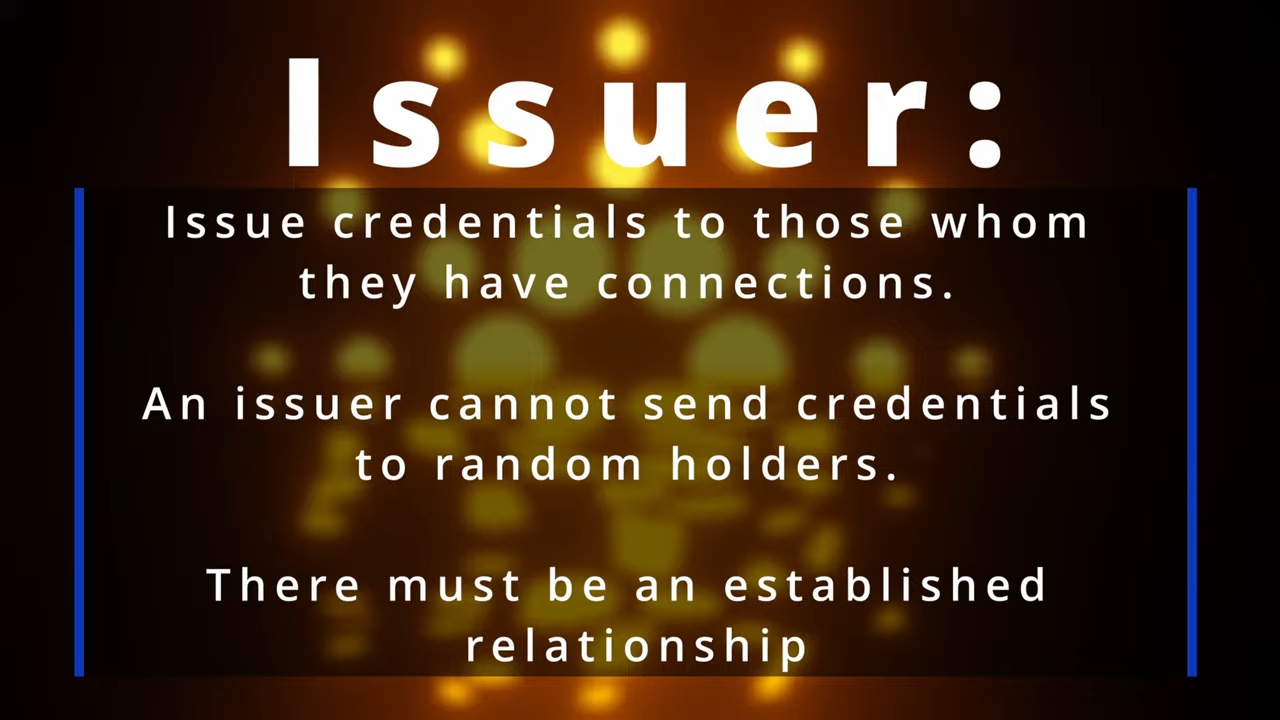 Issuer:
Issue credentials to those whom
they have connections.
An issuer cannot send credentials
to random holders.
There must be an established
relationship